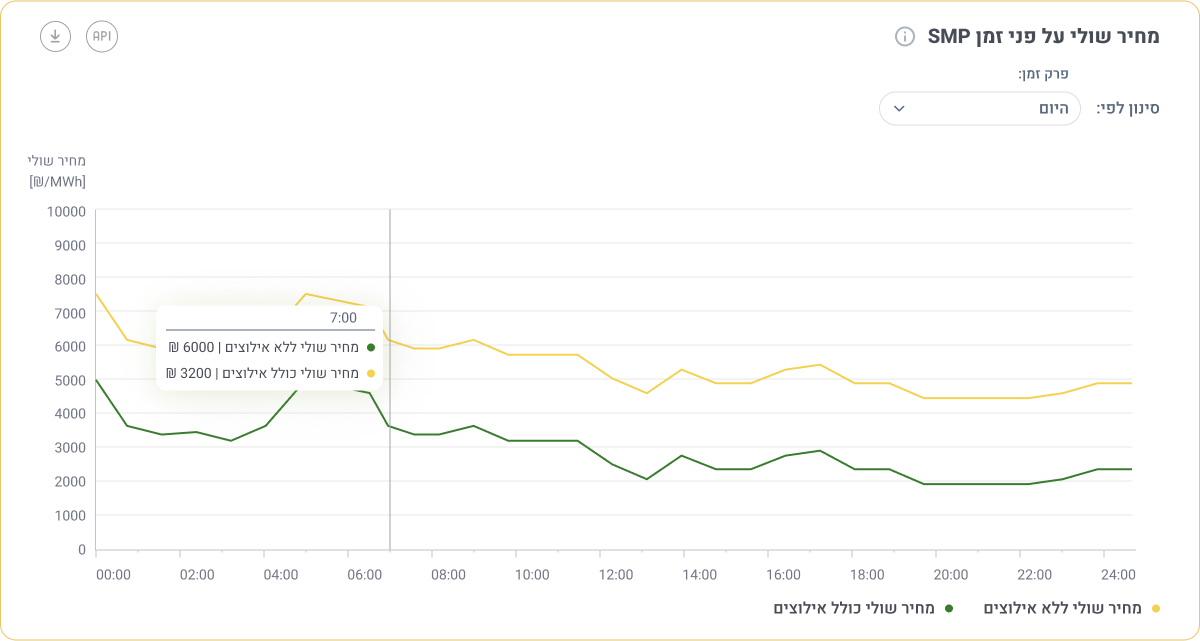 מחיר שולי על פני זמן SMP
API
פרק זמן:
סינון לפי:
היום
מחיר שולי
[₪/MWh]
10000
9000
8000
7000
6000
5000
4000
3000
2000
1000
0
7:00
מחיר שולי ללא אילוצים | 6000 ₪
מחיר שולי כולל אילוצים | 3200 ₪
00:00 02:00 04:00 06:00 08:00 10:00 12:00 14:00 16:00 18:00 20:00 22:00 24:00
מחיר שולי ללא אילוצים
מחיר שולי כולל אילוצים